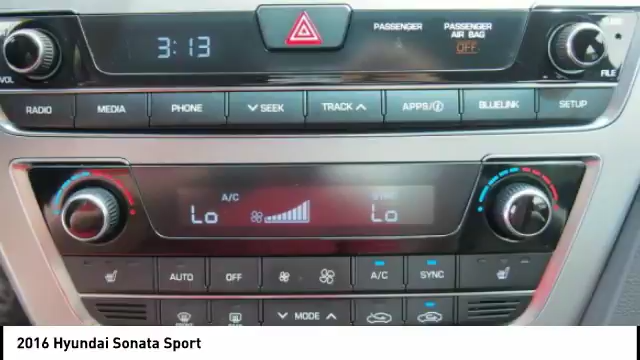 3:13
PASSENGER
PASSENGER
AIR BAG
OFF
VOL
FILE
RADIO
MEDIA
PHONE
SEEK
TRACK
APPS/i
BLUELINK
SETUP
A/C
Lo
Lo
AUTO
OFF
A/C
SYNC
FRONT
MODE
2016 Hyundai Sonata Sport